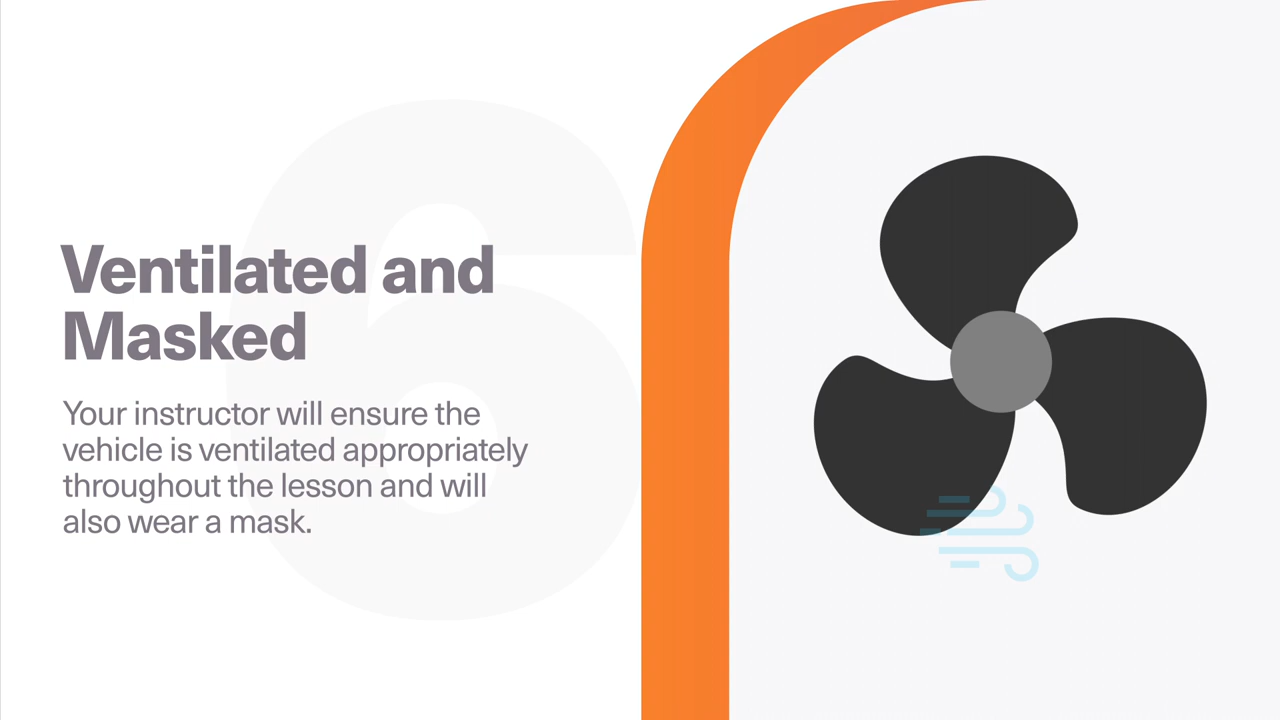 6
Ventilated and
Masked
Your instructor will ensure the
vehicle is ventilated appropriately
throughout the lesson and will
also wear a mask.